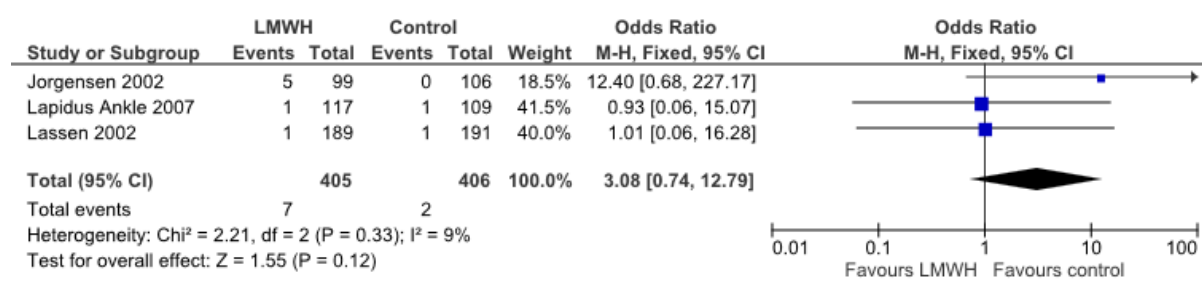 LMWH Control Odds Ratio Odds Ratio
Study or Subgroup Events Total Events Total Weight M-H, Fixed, 95% CI M-H, Fixed, 95% CI
Jorgensen 2002 5 99 0 106 18.5% 12.40 [0.68, 227.17]
Lapidus Ankle 2007 1 117 1 109 41.5% 0.93 [0.06, 15.07]
Lassen 2002 1 189 1 191 40.0% 1.01 [0.06, 16.28]
Total (95% CI) 405 406 100.0% 3.08 [0.74, 12.79]
Total events 7 2
Heterogeneity: Chi² = 2.21, df = 2 (P = 0.33); I² = 9%
Test for overall effect: Z = 1.55 (P = 0.12)
0.01 0.1 1 10 100
Favours LMWH Favours control